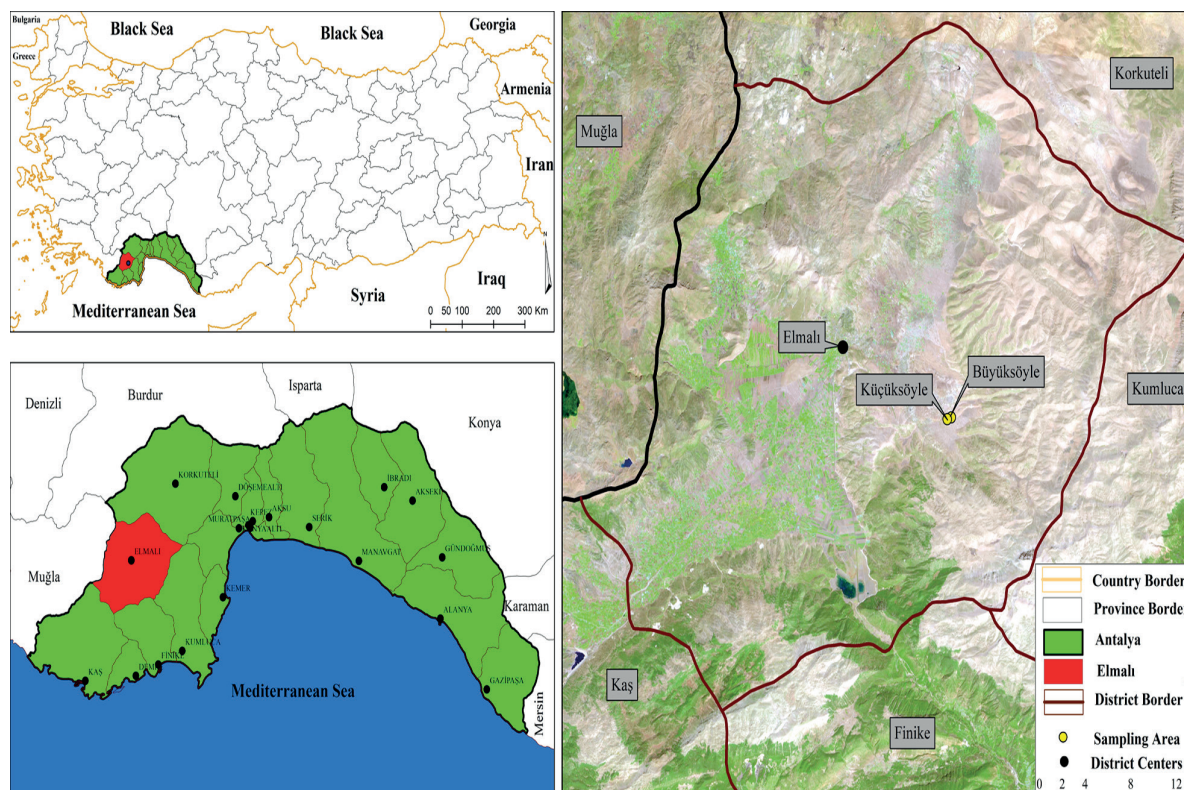 Bulgaria
Black Sea
Black Sea
Georgia
Greece
Armenia
Iran
N
Iraq
Syria
Mediterranean Sea
0 50 100 200 300 Km
Denizli
Burdur
Isparta
Konya
KORKUTELİ
DÖŞEMEALTI
İBRADI
AKSEKİ
AKSU
MURATPAŞA
SERİK
ELMALI
MANAVGAT
GÜNDOĞMUŞ
Muğla
KEMER
Karaman
ALANYA
KUMLUCA
KAŞ
Mediterranean Sea
GAZİPAŞA
Mersin
Korkuteli
Muğla
Elmalı
Büyüksöyle
Küçüksöyle
Kumluca
Kaş
Finike
Country Border
Province Border
Antalya
Elmalı
District Border
Sampling Area
District Centers
0 2 4 8 12